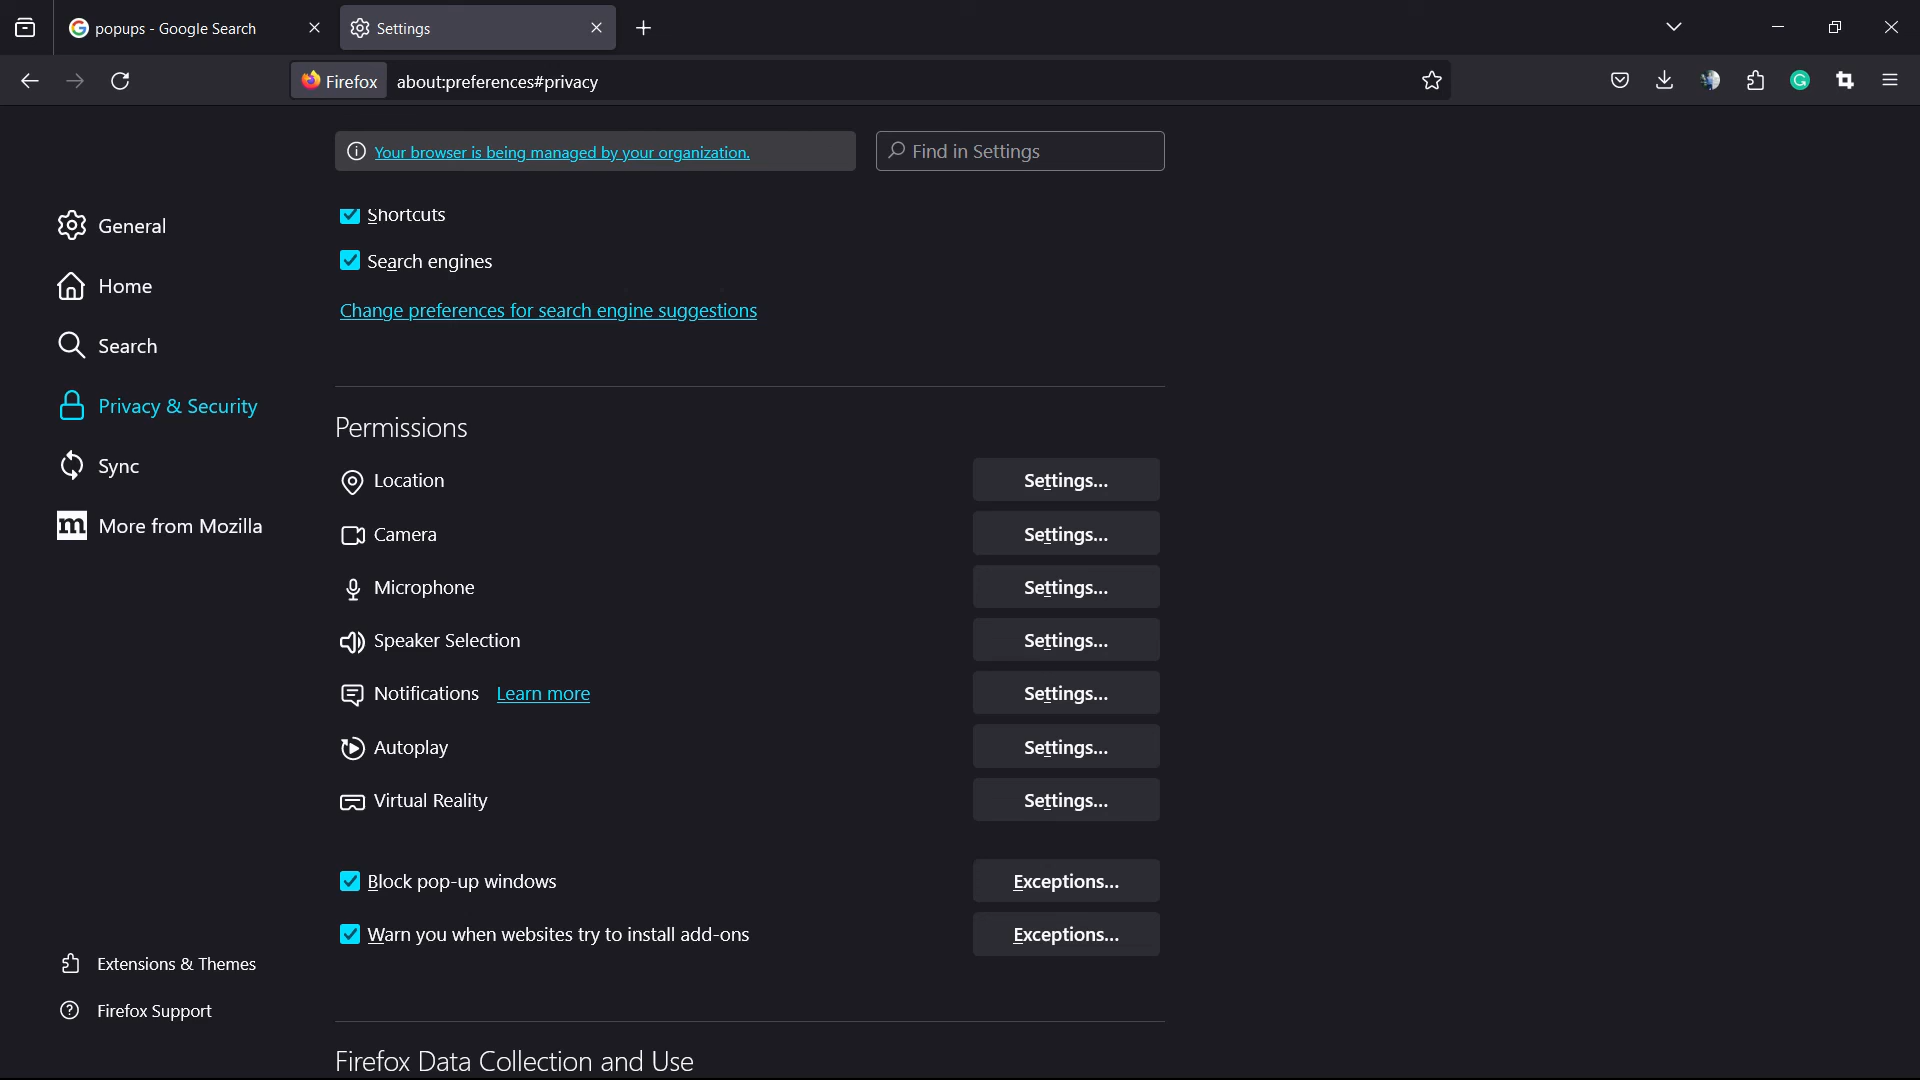 popups - Google Search
Settings
Firefox
about:preferences#privacy
Your browser is being managed by your organization.
Find in Settings
General
Home
Search
Privacy & Security
Sync
m More from Mozilla
Extensions & Themes
Firefox Support
Shortcuts
Search engines
Change preferences for search engine suggestions
Permissions
Location Settings...
Camera Settings...
Microphone Settings...
Speaker Selection Settings...
Notifications Learn more Settings...
Autoplay Settings...
Virtual Reality Settings...
Block pop-up windows Exceptions...
Warn you when websites try to install add-ons Exceptions...
Firefox Data Collection and Use